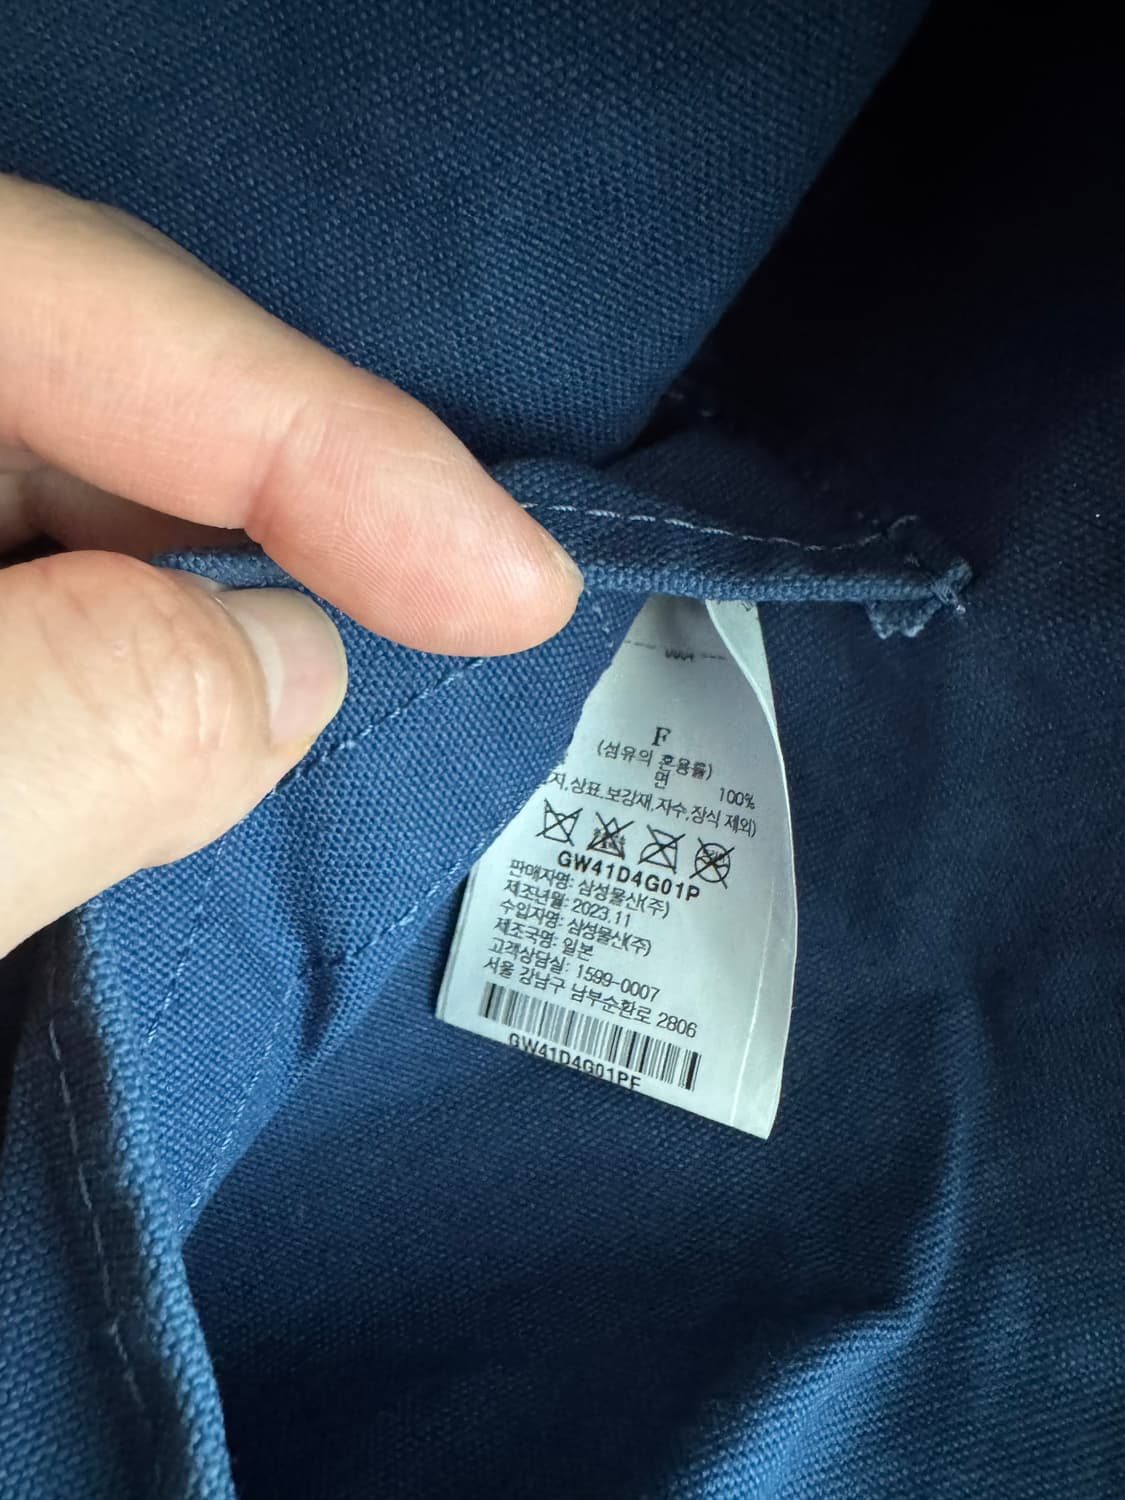 F
(섬유의 혼용률)
면 100%
지,상표,보강재,자수,장식 제외)
GW41D4G01P
판매자명: 삼성물산(주)
제조년월: 2023.11
수입자명: 삼성물산(주)
제조국명: 일본
고객상담실: 1599-0007
서울 강남구 남부순환로 2806
GW41D4G01PF